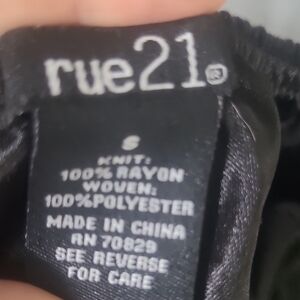 rue21®
S
KNIT:
100% RAYON
WOVEN:
100%POLYESTER
MADE IN CHINA
RN 70829
SEE REVERSE
FOR CARE